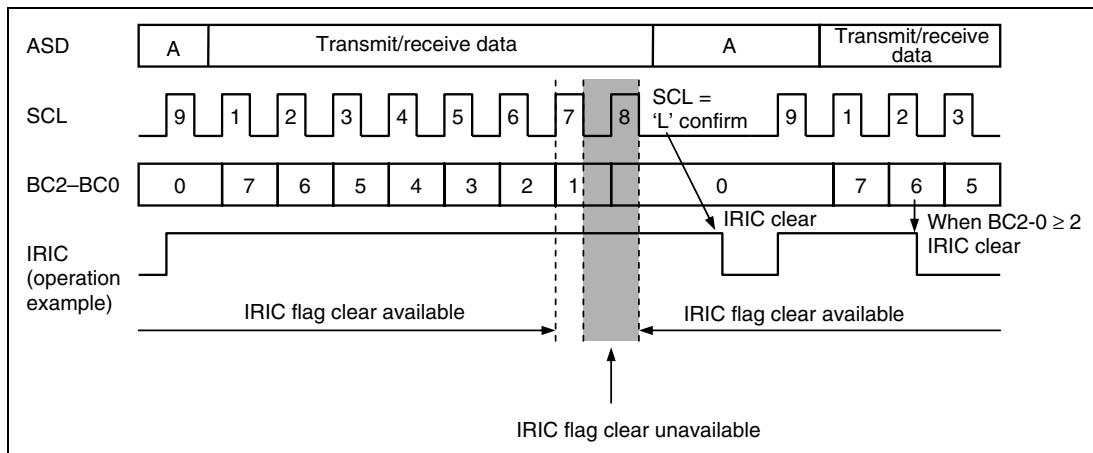 ASD
A
Transmit/receive data
A
Transmit/receive
data
SCL
9 1 2 3 4 5 6 7 8
SCL =
'L' confirm
9 1 2 3
BC2–BC0
0 7 6 5 4 3 2 1 0 7 6 5
IRIC
(operation
example)
IRIC clear
When BC2-0 ≥ 2
IRIC clear
IRIC flag clear available
IRIC flag clear available
IRIC flag clear unavailable